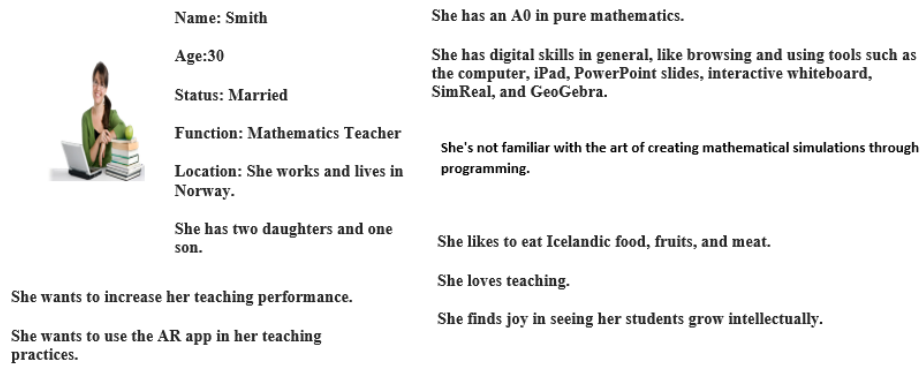 Name: Smith
Age:30
Status: Married
Function: Mathematics Teacher
Location: She works and lives in
Norway.
She has two daughters and one
son.
She wants to increase her teaching performance.
She wants to use the AR app in her teaching
practices.
She has an A0 in pure mathematics.
She has digital skills in general, like browsing and using tools such as
the computer, iPad, PowerPoint slides, interactive whiteboard,
SimReal, and GeoGebra.
She's not familiar with the art of creating mathematical simulations through
programming.
She likes to eat Icelandic food, fruits, and meat.
She loves teaching.
She finds joy in seeing her students grow intellectually.